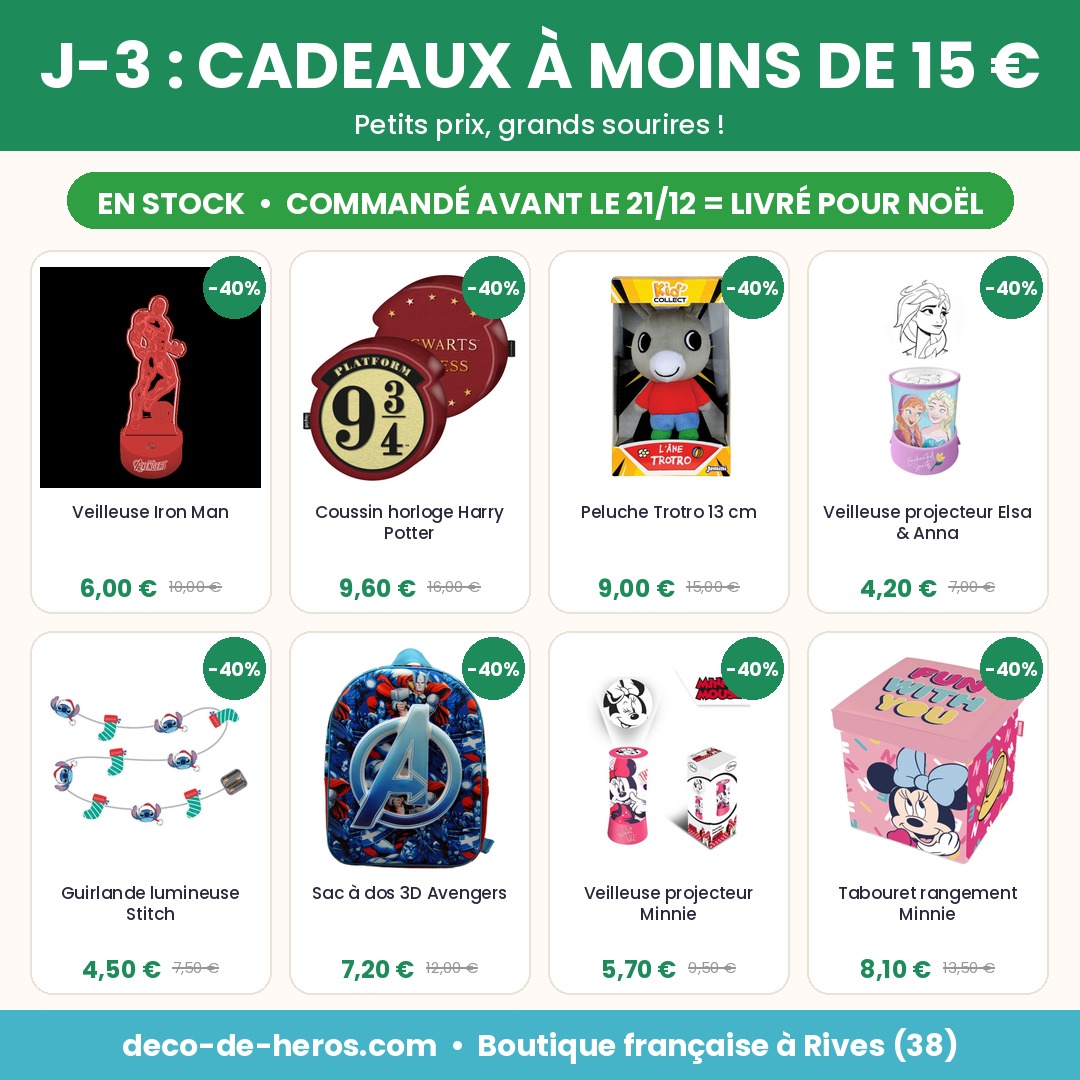 J-3 : CADEAUX À MOINS DE 15 €
Petits prix, grands sourires !
EN STOCK • COMMANDÉ AVANT LE 21/12 = LIVRÉ POUR NOËL
-40%
-40%
-40%
-40%
AVENGERS
PLATFORM
9 3/4
WARTS
ESS
Kid's
COLLECT
L'ÂNE
TROTRO
Jemini
Veilleuse Iron Man
Coussin horloge Harry
Potter
Peluche Trotro 13 cm
Veilleuse projecteur Elsa
& Anna
6,00 € 10,00 €
9,60 € 16,00 €
9,00 € 15,00 €
4,20 € 7,00 €
-40%
-40%
-40%
-40%
A
MOUSE
FUN
WITH
YOU
Guirlande lumineuse
Stitch
Sac à dos 3D Avengers
Veilleuse projecteur
Minnie
Tabouret rangement
Minnie
4,50 € 7,50 €
7,20 € 12,00 €
5,70 € 9,50 €
8,10 € 13,50 €
deco-de-heros.com • Boutique française à Rives (38)